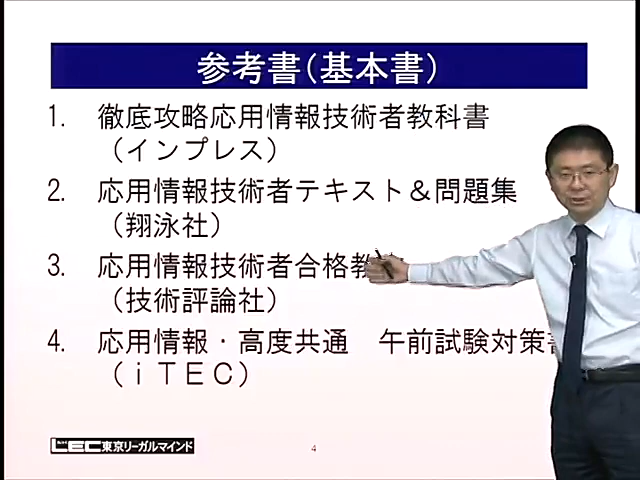 参考書(基本書)
1. 徹底攻略応用情報技術者教科書
(インプレス)
2. 応用情報技術者テキスト＆問題集
(翔泳社)
3. 応用情報技術者合格教
(技術評論社)
4. 応用情報・高度共通 午前試験対策書
(ｉＴＥＣ)
LEC東京リーガルマインド
4